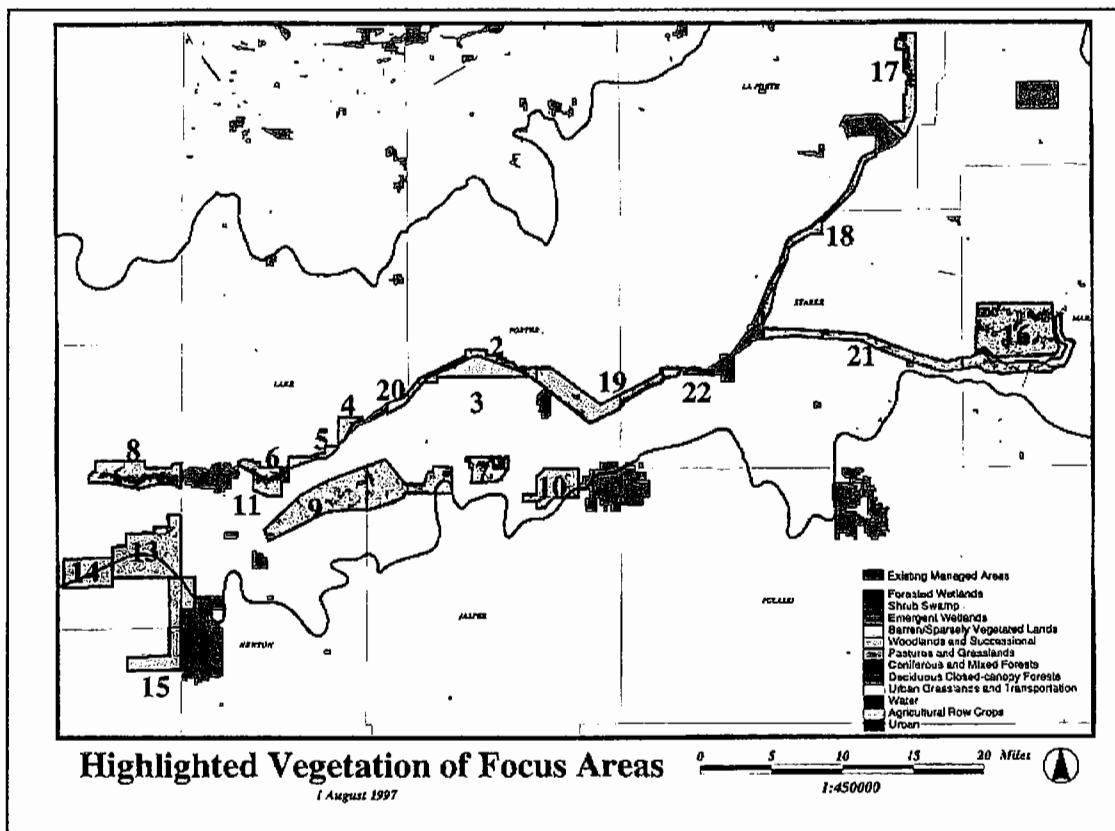 17
LA PORTE
18
STARKE
MAR
16
PORTER
2
21
LAKE
20
19
3
22
4
5
8
6
7
10
11
9
13
14
Existing Managed Areas
Forested Wetlands
Shrub Swamp
Emergent Wetlands
Barren/Sparsely Vegetated Lands
Woodlands and Successional
Pastures and Grasslands
Coniferous and Mixed Forests
Deciduous Closed-canopy Forests
Urban Grasslands and Transportation
Water
Agricultural Row Crops
Urban
PULASKI
JASPER
NEWTON
15
Highlighted Vegetation of Focus Areas
1 August 1997
0 5 10 15 20 Miles
1:450000